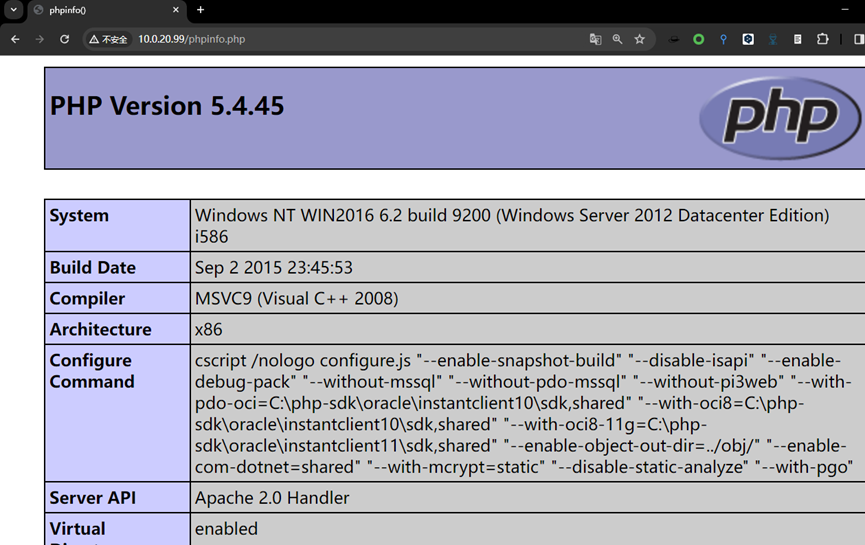 phpinfo()
不安全
10.0.20.99/phpinfo.php
PHP Version 5.4.45
php
System
Windows NT WIN2016 6.2 build 9200 (Windows Server 2012 Datacenter Edition)
i586
Build Date
Sep 2 2015 23:45:53
Compiler
MSVC9 (Visual C++ 2008)
Architecture
x86
Configure
Command
cscript /nologo configure.js "--enable-snapshot-build" "--disable-isapi" "--enable-
debug-pack" "--without-mssql" "--without-pdo-mssql" "--without-pi3web" "--with-
pdo-oci=C:\php-sdk\oracle\instantclient10\sdk,shared" "--with-oci8=C:\php-
sdk\oracle\instantclient10\sdk,shared" "--with-oci8-11g=C:\php-
sdk\oracle\instantclient11\sdk,shared" "--enable-object-out-dir=../obj/" "--enable-
com-dotnet=shared" "--with-mcrypt=static" "--disable-static-analyze" "--with-pgo"
Server API
Apache 2.0 Handler
Virtual
enabled